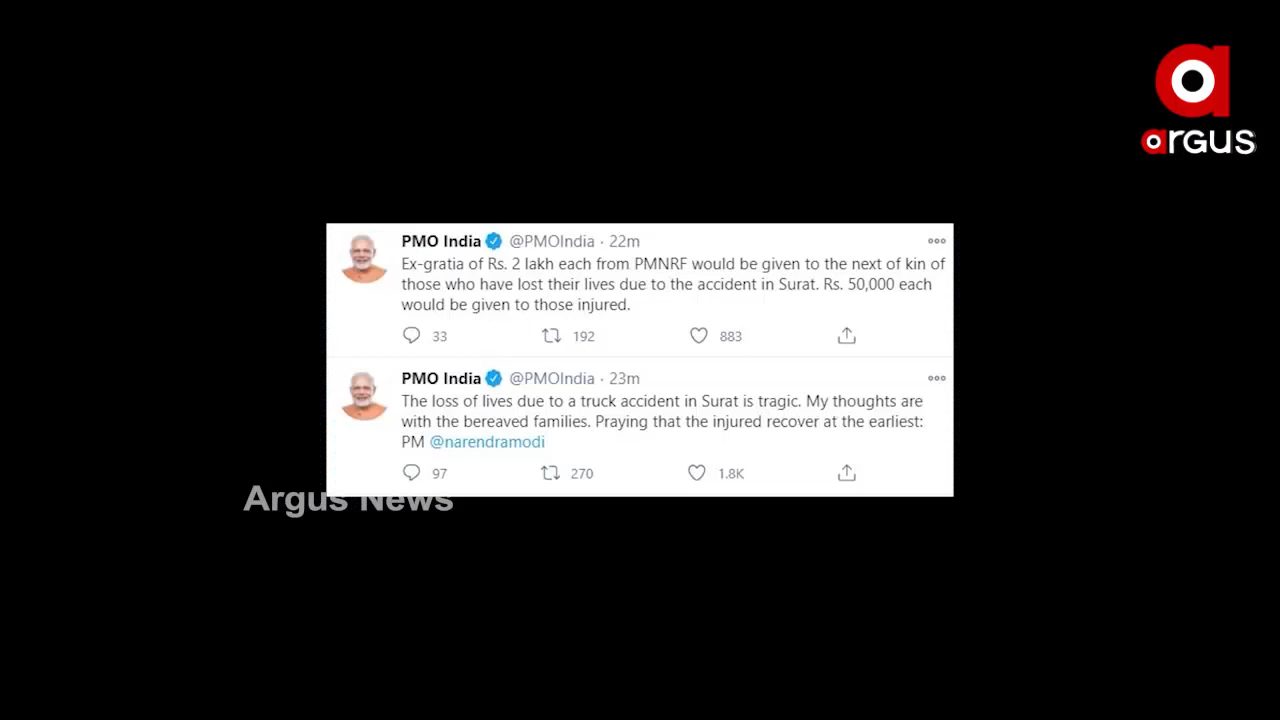 argus
PMO India @PMOIndia · 22m
Ex-gratia of Rs. 2 lakh each from PMNRF would be given to the next of kin of
those who have lost their lives due to the accident in Surat. Rs. 50,000 each
would be given to those injured.
33 192 883
PMO India @PMOIndia · 23m
The loss of lives due to a truck accident in Surat is tragic. My thoughts are
with the bereaved families. Praying that the injured recover at the earliest:
PM @narendramodi
97 270 1.8K
Argus News